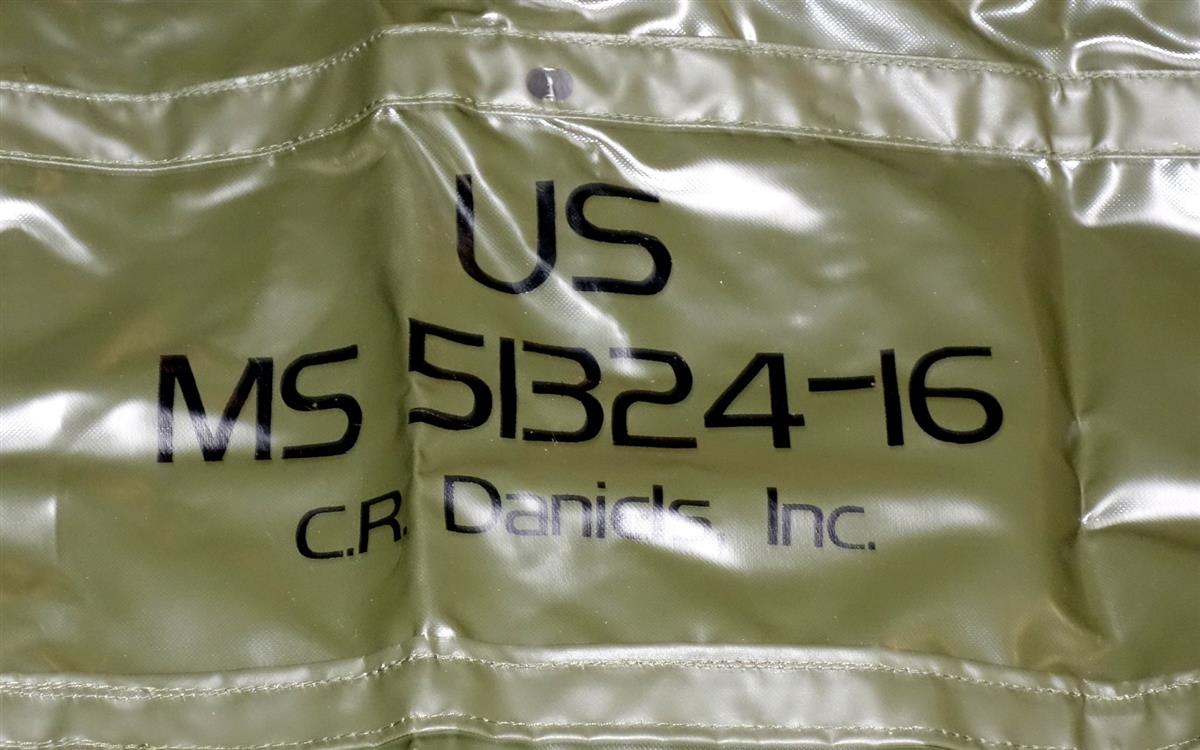 US
MS 51324-16
C.R. Daniels, Inc.